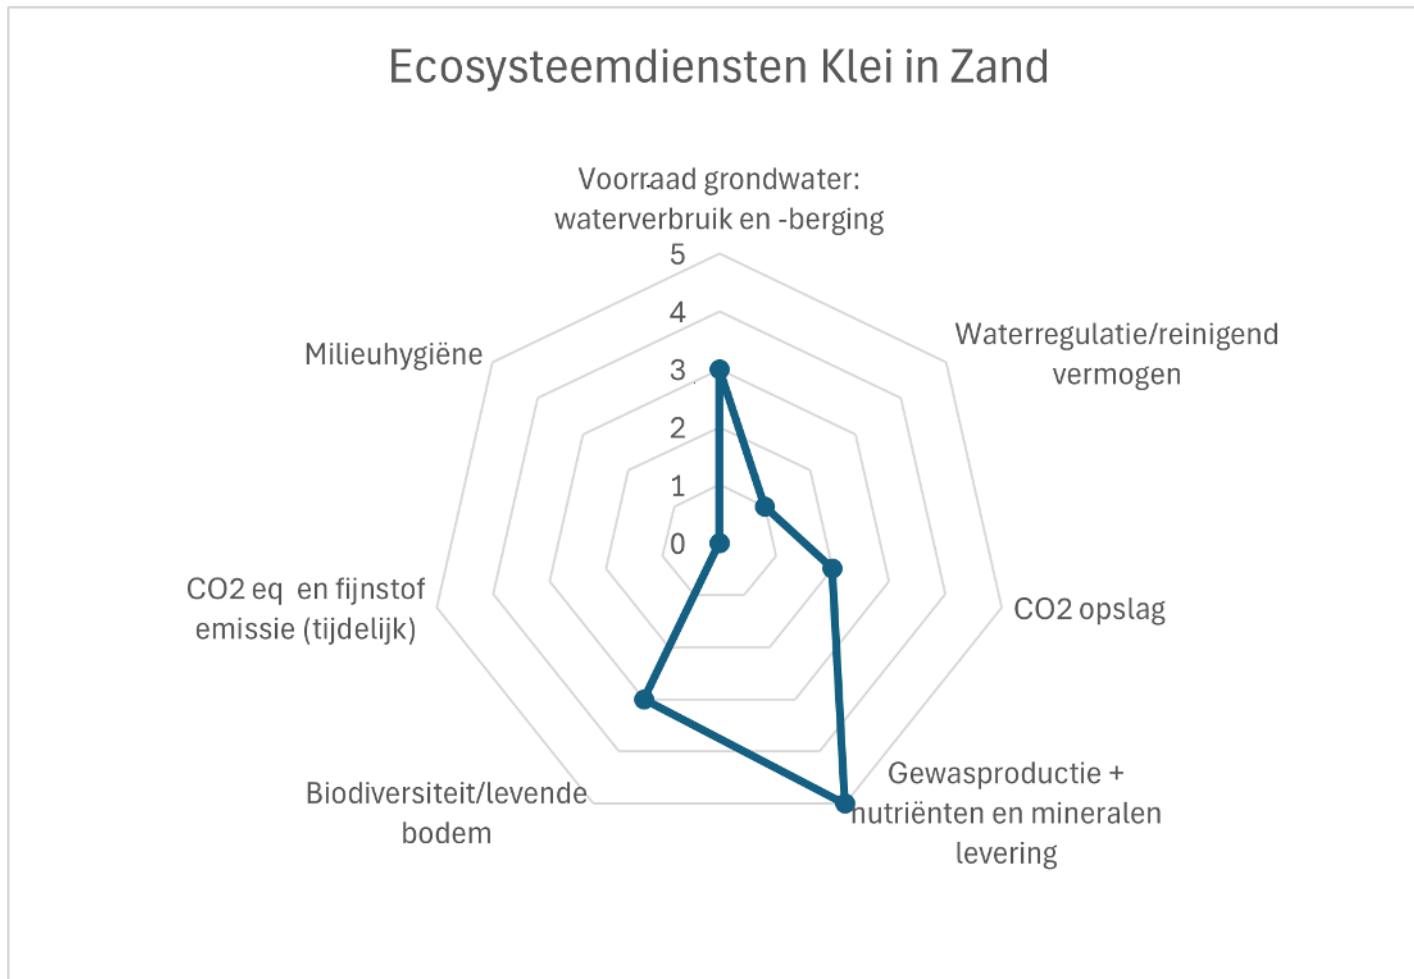 Ecosysteemdiensten Klei in Zand
Voorraad grondwater:
waterverbruik en -berging
5
4
3
2
1
0
Waterregulatie/reinigend
vermogen
CO2 opslag
Gewasproductie +
nutriënten en mineralen
levering
Biodiversiteit/levende
bodem
CO2 eq  en fijnstof
emissie (tijdelijk)
Milieuhygiëne